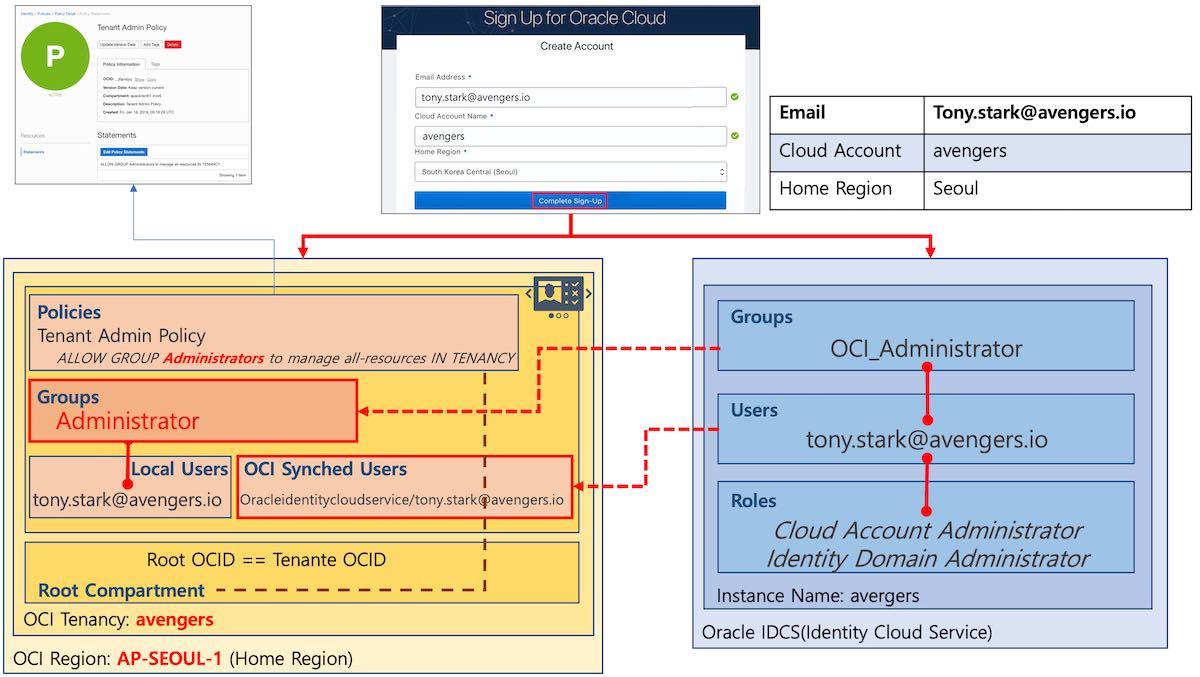 Identity » Policies » Policy Detail » Policy Statements
Tenant Admin Policy
Update Version Date
Add Tags
Delete
P
ACTIVE
Policy Information
Tags
Version Date: Keep version current
Description: Tenant Admin Policy
Created: Fri, Jan 18, 2019, 05:18:26 UTC
Resources
Statements
Statements
Edit Policy Statements
ALLOW GROUP Administrators to manage all-resources IN TENANCY
Showing 1 Item
Sign Up for Oracle Cloud
Create Account
Email Address *
tony.stark@avengers.io
Cloud Account Name *
avengers
Home Region *
South Korea Central (Seoul)
Complete Sign-Up
Email Tony.stark@avengers.io
Cloud Account avengers
Home Region Seoul
Policies
Tenant Admin Policy
ALLOW GROUP Administrators to manage all-resources IN TENANCY
Groups
Administrator
Local Users
tony.stark@avengers.io
OCI Synched Users
Oracleidentitycloudservice/tony.stark@avengers.io
Root OCID == Tenante OCID
Root Compartment
OCI Tenancy: avengers
OCI Region: AP-SEOUL-1 (Home Region)
Groups
OCI_Administrator
Users
tony.stark@avengers.io
Roles
Cloud Account Administrator
Identity Domain Administrator
Instance Name: avergers
Oracle IDCS(Identity Cloud Service)